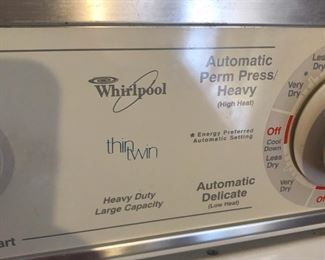 Whirlpool
thin twin
Heavy Duty
Large Capacity
Automatic
Perm Press/
Heavy
(High Heat)
* Energy Preferred
Automatic Setting
Automatic
Delicate
(Low Heat)
Less
Dry
*
Very
Dry
Off
Cool
Down
Less
Dry
Very
Dry
Off
art